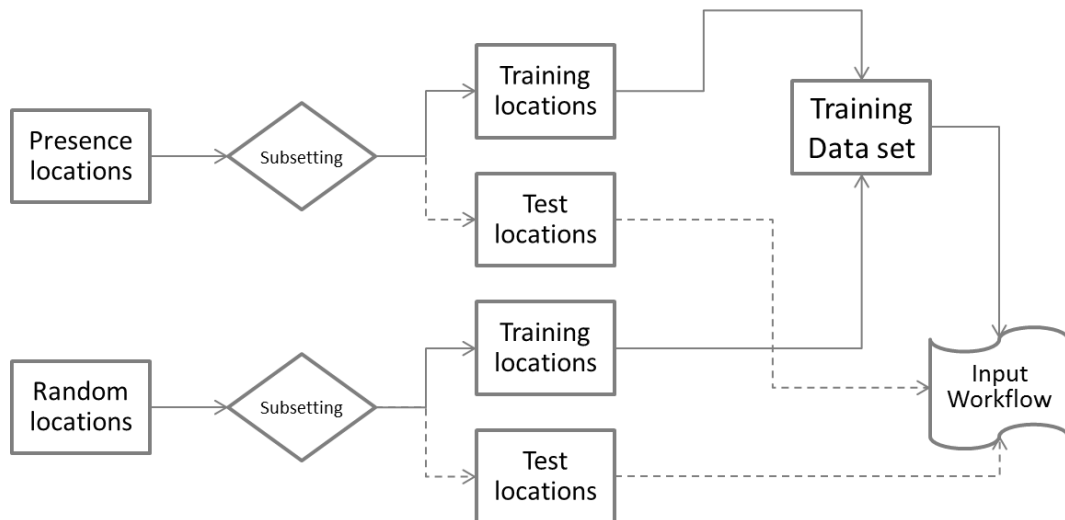 Presence
locations
Subsetting
Training
locations
Test
locations
Training
Data set
Random
locations
Subsetting
Training
locations
Test
locations
Input
Workflow